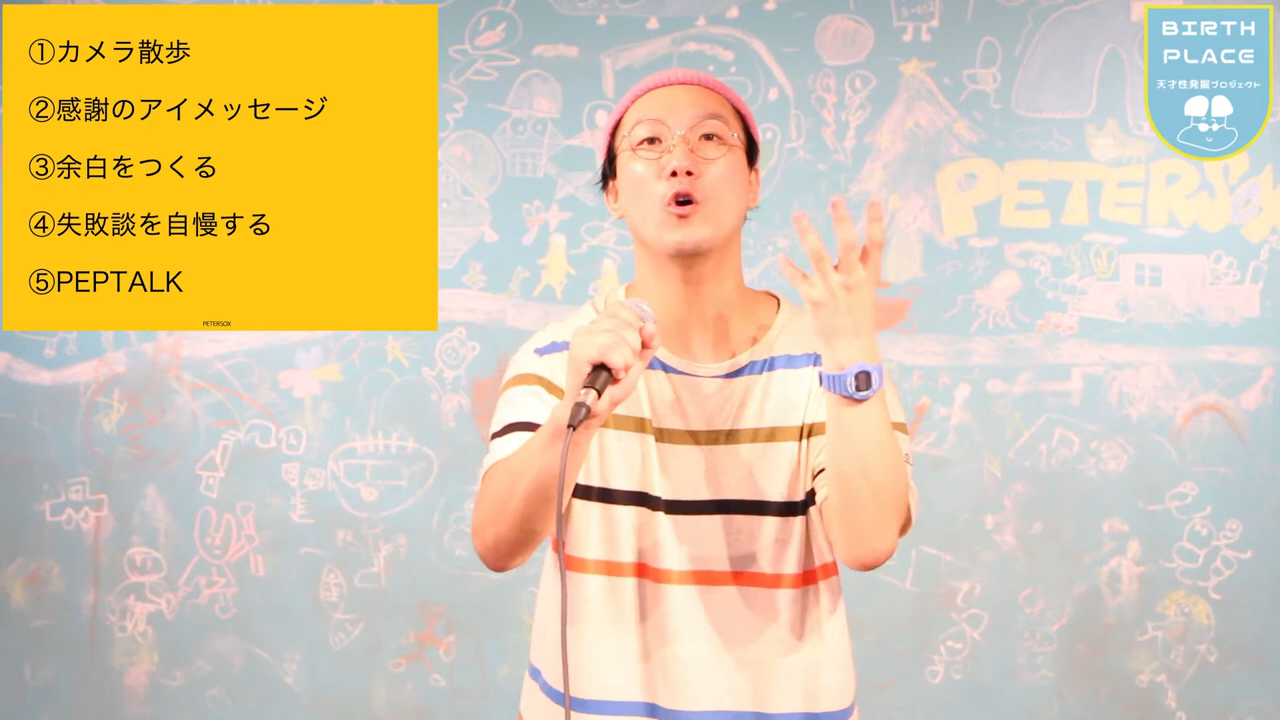 ①カメラ散歩
②感謝のアイメッセージ
③余白をつくる
④失敗談を自慢する
⑤PEPTALK
PETERSOX
BIRTH
PLACE
天才性発掘プロジェクト
PETERSOX